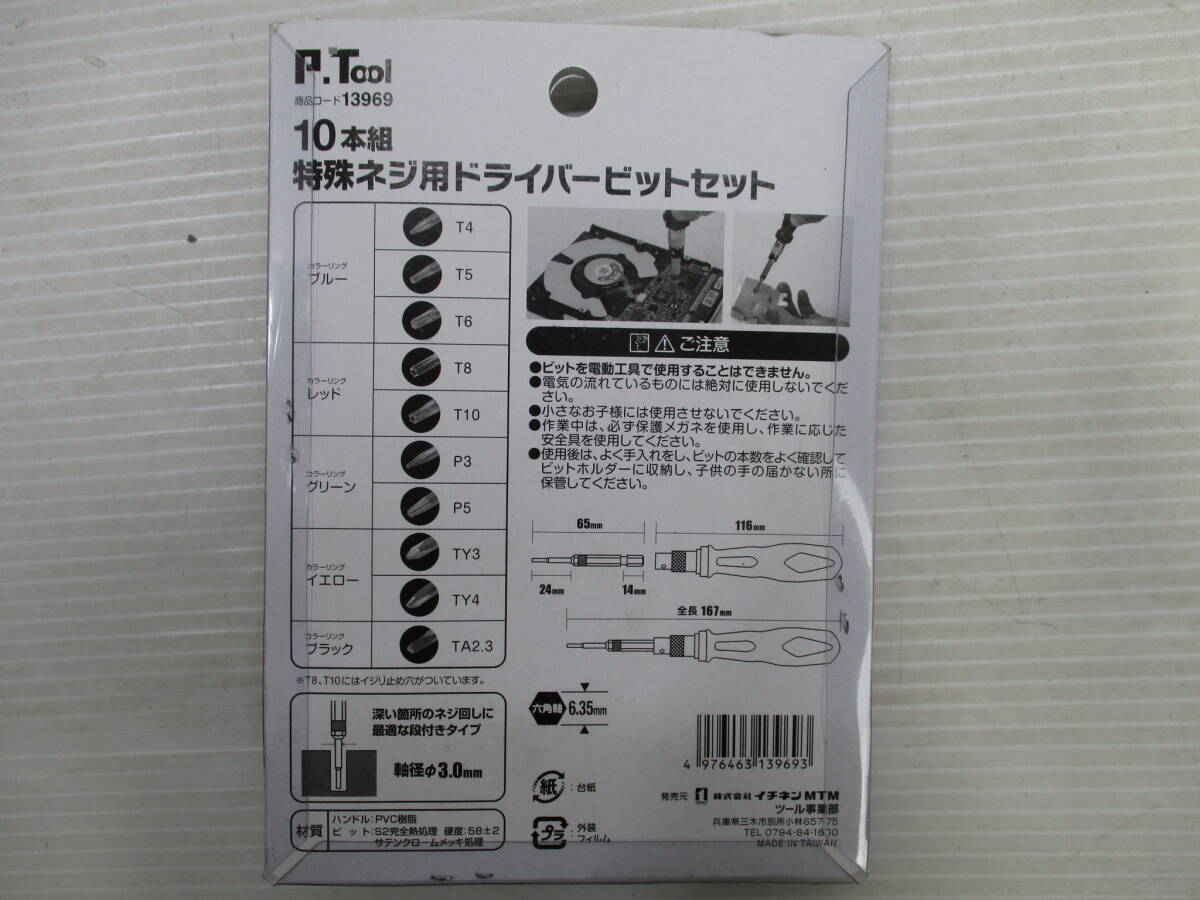 P.Tool
商品コード13969
10本組
特殊ネジ用ドライバービットセット
カラーリング
ブルー
T4
T5
T6
カラーリング
レッド
T8
T10
カラーリング
グリーン
P3
P5
カラーリング
イエロー
TY3
TY4
カラーリング
ブラック
TA2.3
※T8、T10にはイジリ止め穴がついています。
深い箇所のネジ回しに
最適な段付きタイプ
軸径φ3.0mm
材質
ハンドル:PVC樹脂
ビット:S2完全熱処理 硬度:58±2
サテンクロームメッキ処理
ご注意
●ビットを電動工具で使用することはできません。
●電気の流れているものには絶対に使用しないでくだ
さい。
●小さなお子様には使用させないでください。
●作業中は、必ず保護メガネを使用し、作業に応じた
安全具を使用してください。
●使用後は、よく手入れをし、ビットの本数をよく確認して
ビットホルダーに収納し、子供の手の届かない所に
保管してください。
65mm
116mm
24mm
14mm
全長 167mm
六角軸
6.35mm
紙
:台紙
プラ
:外装
フィルム
4 976463 139693
発売元 株式会社 イチネンMTM
ツール事業部
兵庫県三木市別所小林657-75
TEL 0794-84-1630
MADE IN TAIWAN